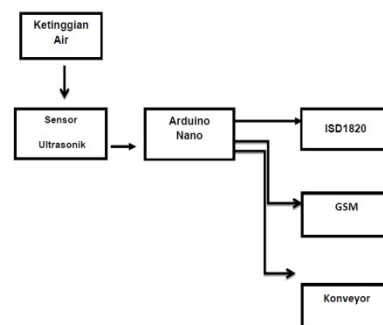 Ketinggian
Air
Sensor
Ultrasonik
Arduino
Nano
ISD1820
GSM
Konveyor